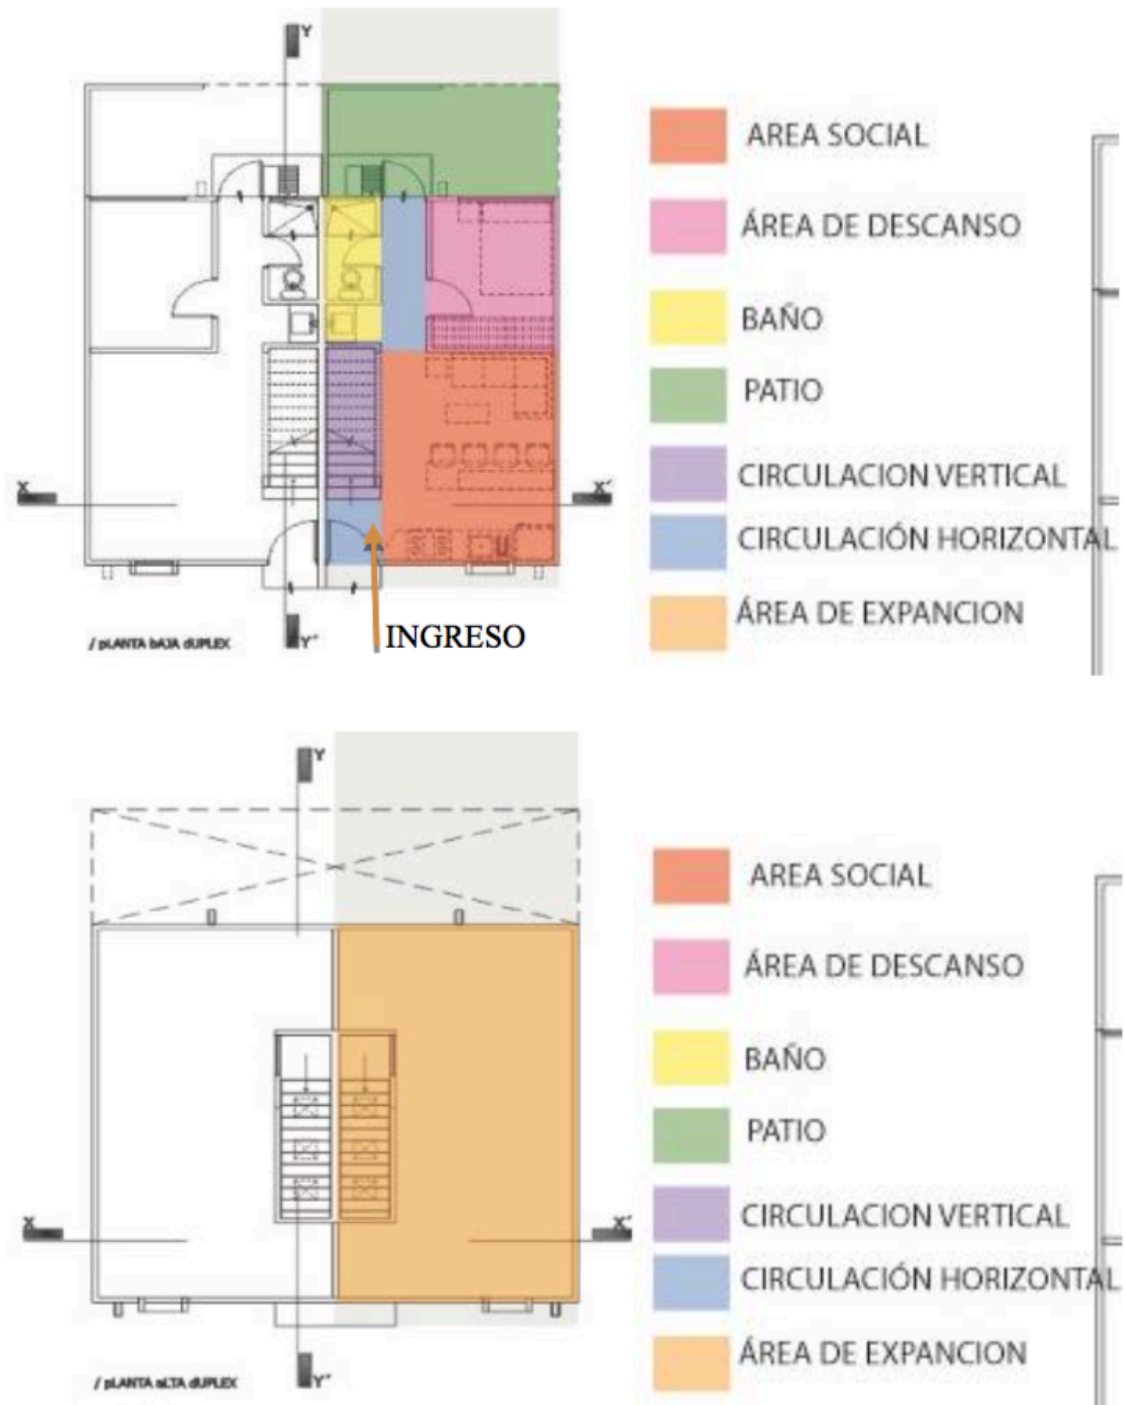 Y
AREA SOCIAL
ÁREA DE DESCANSO
BAÑO
PATIO
CIRCULACION VERTICAL
X
X´
CIRCULACIÓN HORIZONTAL
ÁREA DE EXPANCION
INGRESO
/ pLANTA bAJA dUPLEX
Y´
Y
AREA SOCIAL
ÁREA DE DESCANSO
BAÑO
PATIO
CIRCULACION VERTICAL
X
X´
CIRCULACIÓN HORIZONTAL
ÁREA DE EXPANCION
/ pLANTA aLTA dUPLEX
Y´